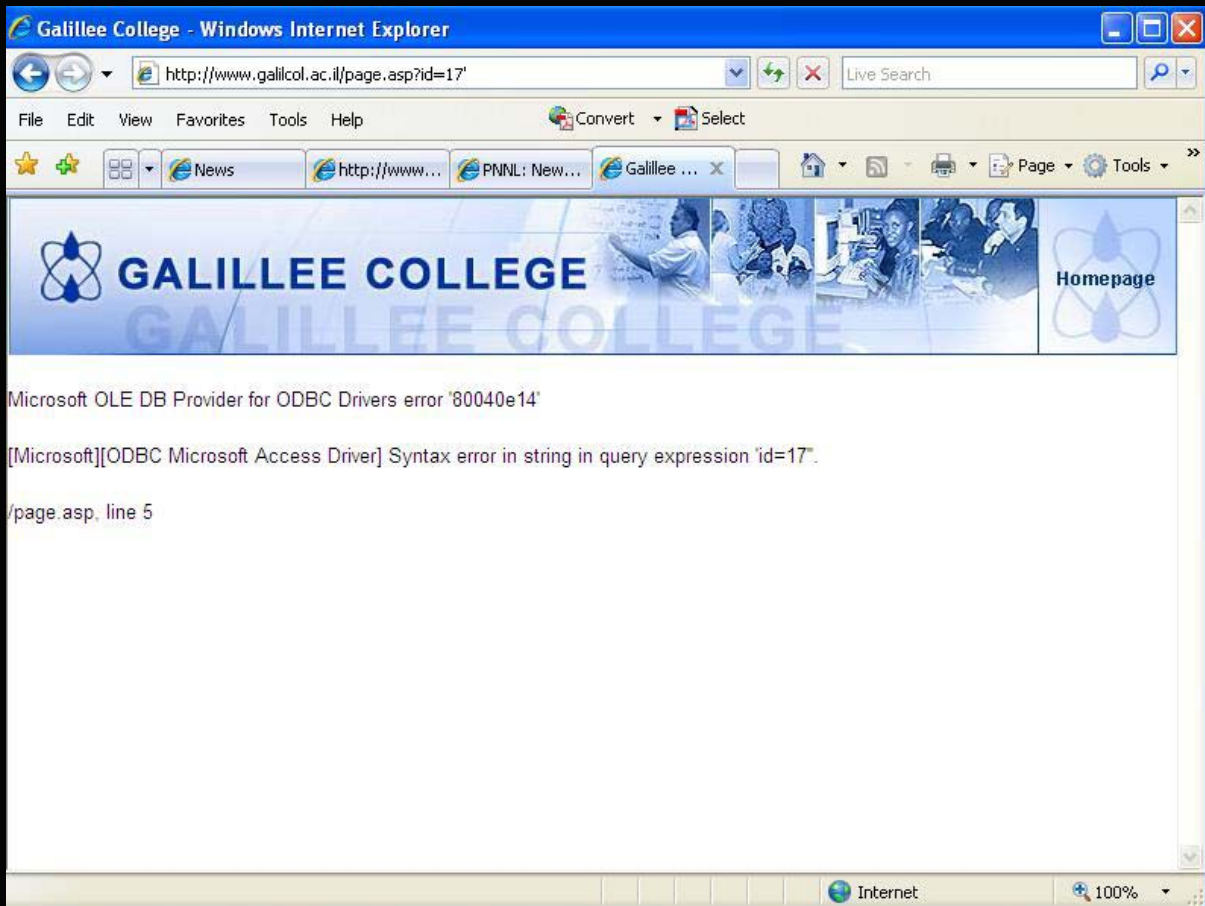 Galillee College - Windows Internet Explorer
http://www.galilcol.ac.il/page.asp?id=17'
Live Search
File Edit View Favorites Tools Help Convert Select
News http://www... PNNL: New... Galillee ... Page Tools »
GALILLEE COLLEGE
GALILLEE COLLEGE
Homepage
Microsoft OLE DB Provider for ODBC Drivers error '80040e14'
[Microsoft][ODBC Microsoft Access Driver] Syntax error in string in query expression 'id=17''.
/page.asp, line 5
Internet 100%